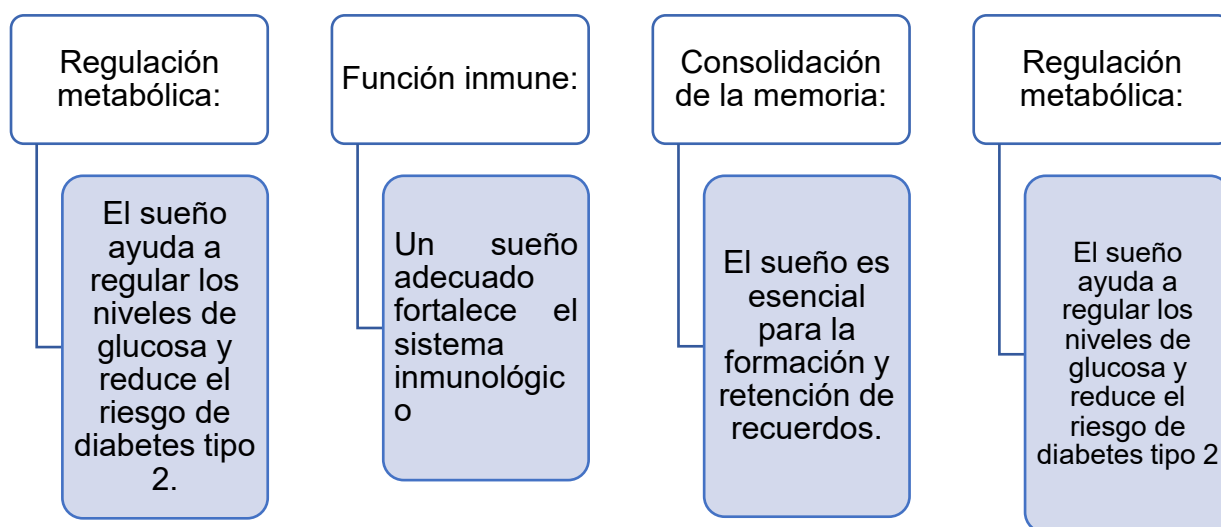 Regulación
metabólica:
El sueño
ayuda a
regular los
niveles de
glucosa y
reduce el
riesgo de
diabetes tipo
2.
Función inmune:
Un sueño
adecuado
fortalece el
sistema
inmunológic
o
Consolidación
de la memoria:
El sueño es
esencial
para la
formación y
retención de
recuerdos.
Regulación
metabólica:
El sueño
ayuda a
regular los
niveles de
glucosa y
reduce el
riesgo de
diabetes tipo 2